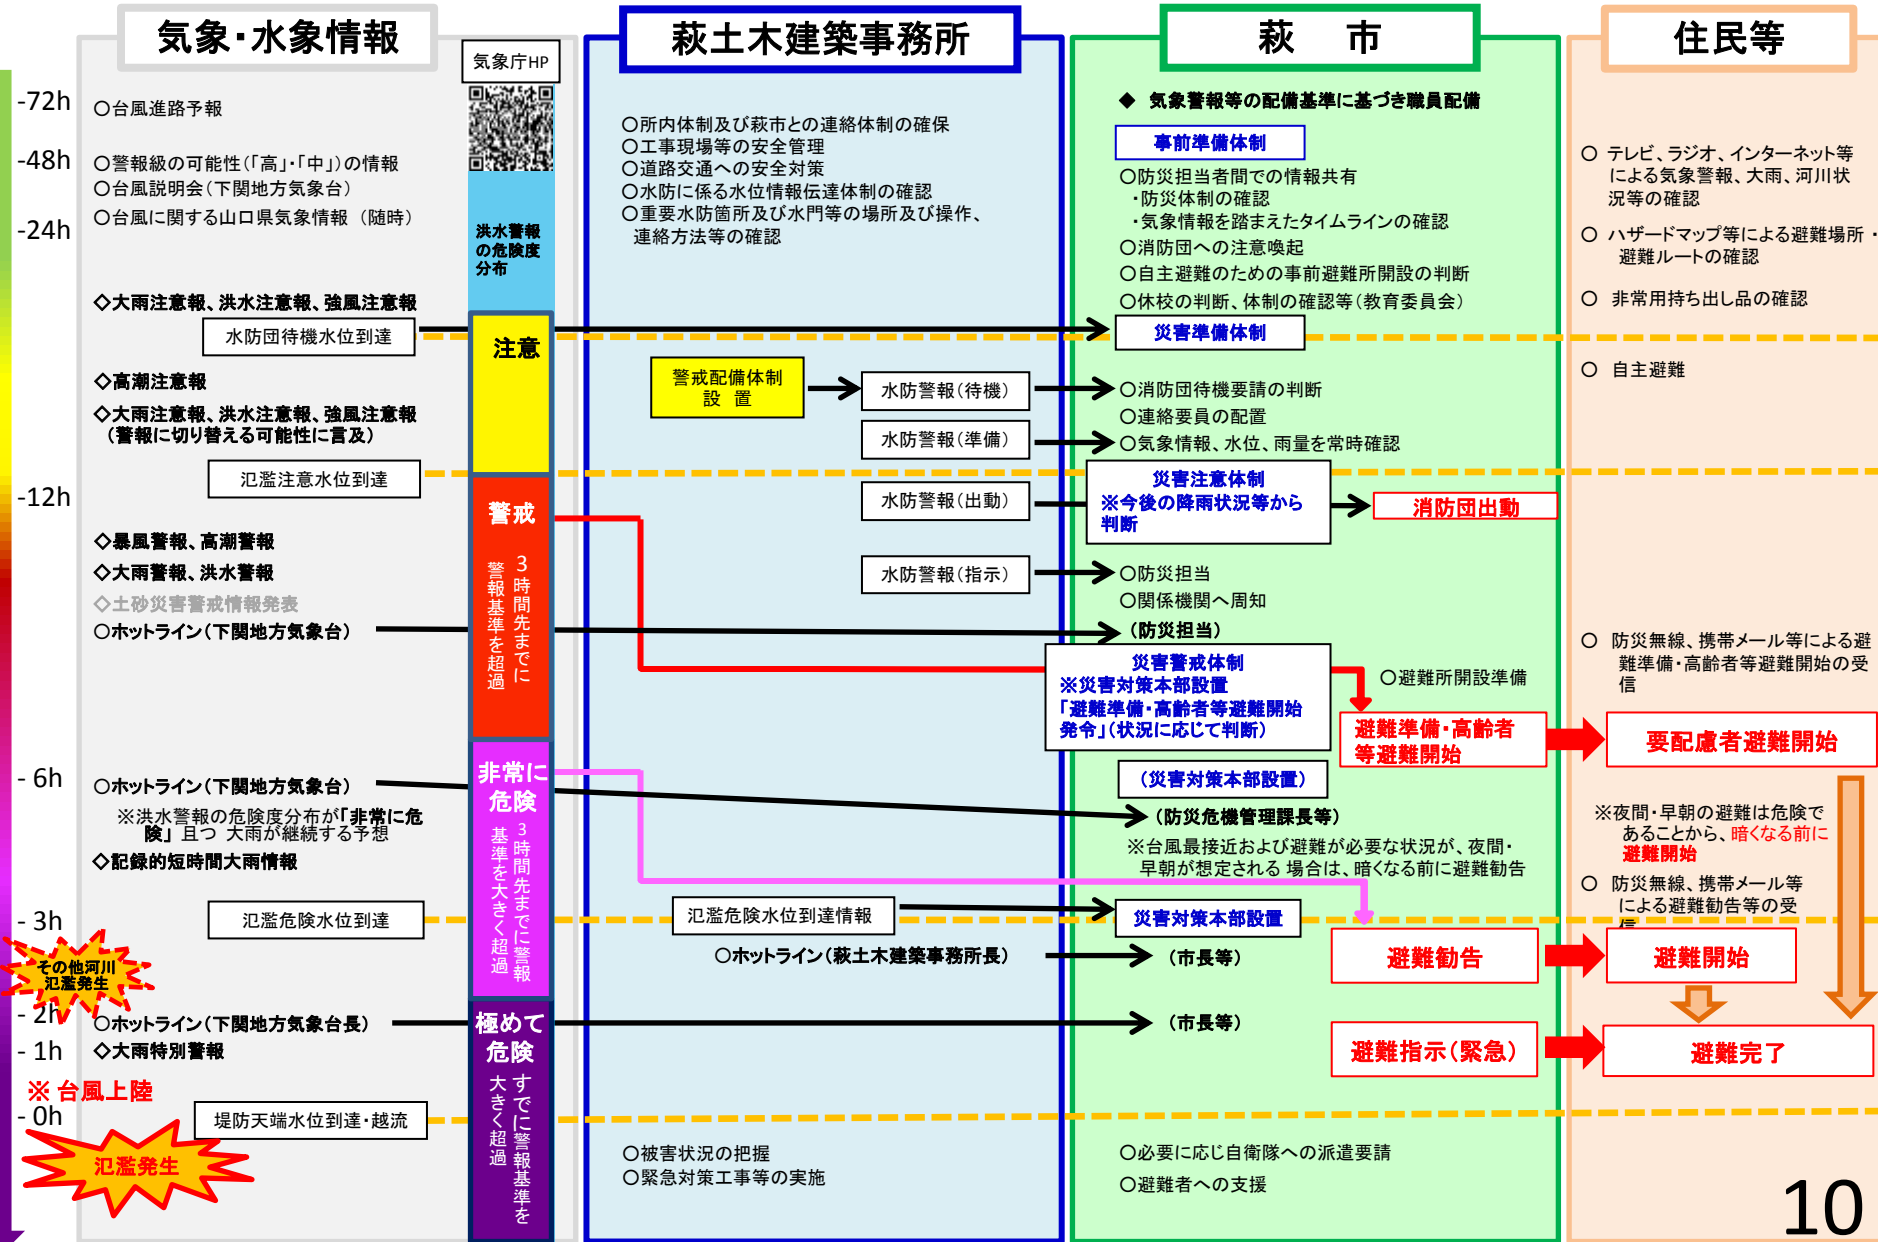 気象・水象情報
気象庁HP
-72h
-48h
-24h
-12h
- 6h
- 3h
- 2h
- 1h
- 0h
○台風進路予報
○警報級の可能性(「高」・「中」)の情報
○台風説明会(下関地方気象台)
○台風に関する山口県気象情報 (随時)
◇大雨注意報、洪水注意報、強風注意報
水防団待機水位到達
◇高潮注意報
◇大雨注意報、洪水注意報、強風注意報
(警報に切り替える可能性に言及)
氾濫注意水位到達
◇暴風警報、高潮警報
◇大雨警報、洪水警報
◇土砂災害警戒情報発表
○ホットライン(下関地方気象台)
○ホットライン(下関地方気象台)
※洪水警報の危険度分布が「非常に危
険」 且つ 大雨が継続する予想
◇記録的短時間大雨情報
氾濫危険水位到達
その他河川
氾濫発生
○ホットライン(下関地方気象台長)
◇大雨特別警報
※ 台風上陸
堤防天端水位到達・越流
氾濫発生
洪水警報
の危険度
分布
注意
警戒
3時間先までに
警報基準を超過
非常に
危険
3時間先までに警報
基準を大きく超過
極めて
危険
すでに警報基準を
大きく超過
萩土木建築事務所
○所内体制及び萩市との連絡体制の確保
○工事現場等の安全管理
○道路交通への安全対策
○水防に係る水位情報伝達体制の確認
○重要水防箇所及び水門等の場所及び操作、
連絡方法等の確認
警戒配備体制
設 置
水防警報(待機)
水防警報(準備)
水防警報(出動)
水防警報(指示)
氾濫危険水位到達情報
○ホットライン(萩土木建築事務所長)
○被害状況の把握
○緊急対策工事等の実施
萩 市
◆ 気象警報等の配備基準に基づき職員配備
事前準備体制
○防災担当者間での情報共有
・防災体制の確認
・気象情報を踏まえたタイムラインの確認
○消防団への注意喚起
○自主避難のための事前避難所開設の判断
○休校の判断、体制の確認等(教育委員会)
災害準備体制
○消防団待機要請の判断
○連絡要員の配置
○気象情報、水位、雨量を常時確認
災害注意体制
※今後の降雨状況等から
判断
消防団出動
○防災担当
○関係機関へ周知
(防災担当)
災害警戒体制
※災害対策本部設置
「避難準備・高齢者等避難開始
発令」(状況に応じて判断)
○避難所開設準備
避難準備・高齢者
等避難開始
(災害対策本部設置)
(防災危機管理課長等)
※台風最接近および避難が必要な状況が、夜間・
早朝が想定される 場合は、暗くなる前に避難勧告
災害対策本部設置
(市長等)
避難勧告
(市長等)
避難指示(緊急)
○必要に応じ自衛隊への派遣要請
○避難者への支援
住民等
○ テレビ、ラジオ、インターネット等
による気象警報、大雨、河川状
況等の確認
○ ハザードマップ等による避難場所・
避難ルートの確認
○ 非常用持ち出し品の確認
○ 自主避難
○ 防災無線、携帯メール等による避
難準備・高齢者等避難開始の受
信
要配慮者避難開始
※夜間・早朝の避難は危険で
あることから、暗くなる前に
避難開始
○ 防災無線、携帯メール等
による避難勧告等の受
信
避難開始
避難完了
10